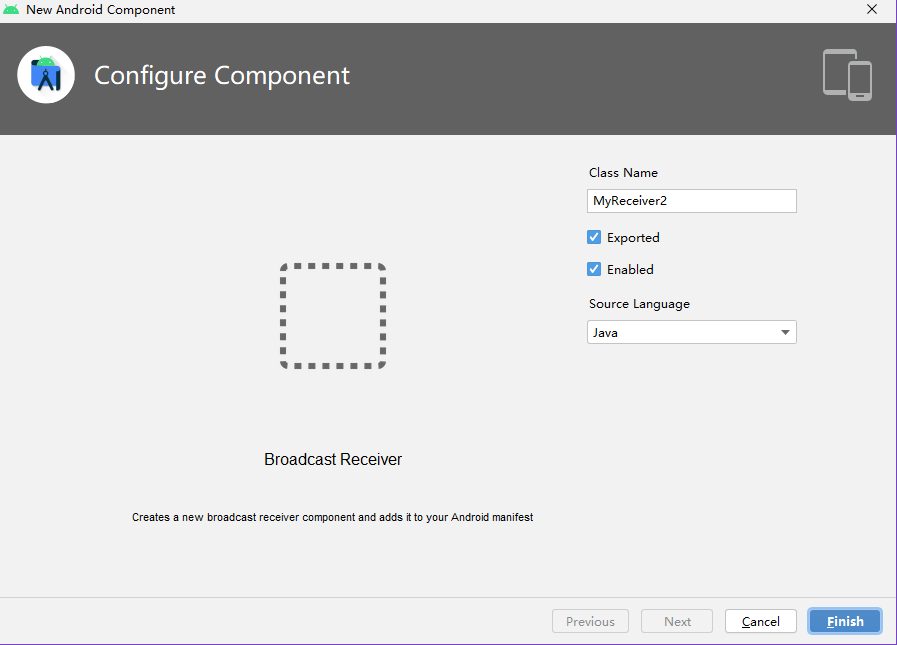 New Android Component
Configure Component
Class Name
MyReceiver2
Exported
Enabled
Source Language
Java
Broadcast Receiver
Creates a new broadcast receiver component and adds it to your Android manifest
Previous
Next
Cancel
Finish